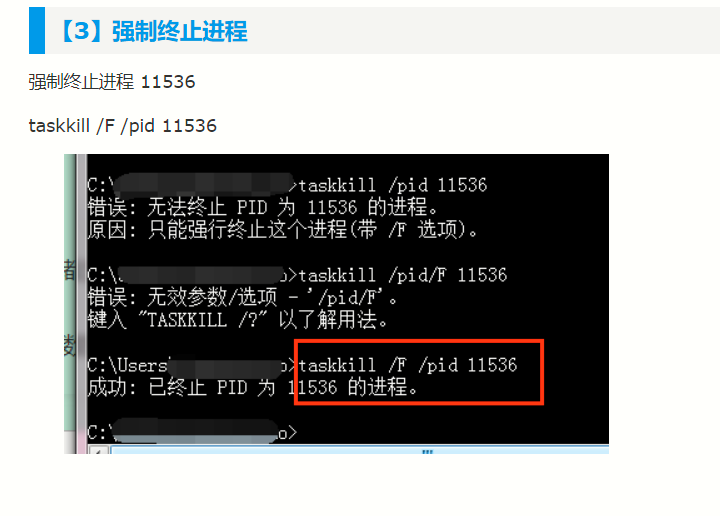 【3】强制终止进程
强制终止进程 11536
taskkill /F /pid 11536
C:\ >taskkill /pid 11536
错误: 无法终止 PID 为 11536 的进程。
原因: 只能强行终止这个进程(带 /F 选项)。
C:\ >taskkill /pid/F 11536
错误: 无效参数/选项 - '/pid/F'。
键入 "TASKKILL /?" 以了解用法。
C:\Users o>taskkill /F /pid 11536
成功: 已终止 PID 为 11536 的进程。
C:\ o>